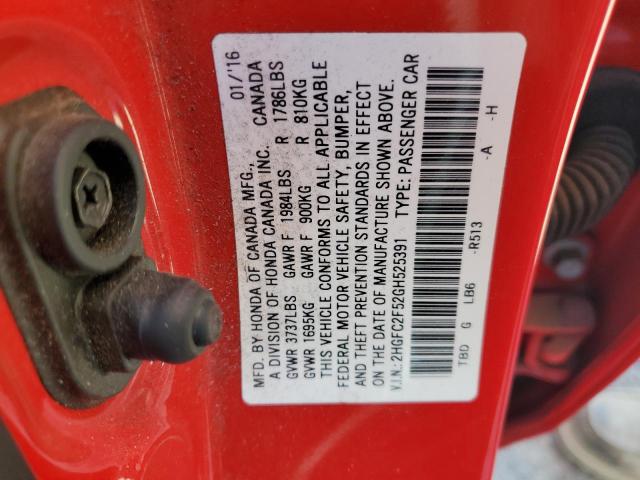 MFD. BY HONDA OF CANADA MFG., 01/'16
A DIVISION OF HONDA CANADA INC. CANADA
GVWR 3737LBS GAWR F 1984LBS R 1786LBS
GVWR 1695KG GAWR F 900KG R 810KG
THIS VEHICLE CONFORMS TO ALL APPLICABLE
FEDERAL MOTOR VEHICLE SAFETY, BUMPER,
AND THEFT PREVENTION STANDARDS IN EFFECT
ON THE DATE OF MANUFACTURE SHOWN ABOVE.
V.I.N.: 2HGFC2F52GH525391 TYPE: PASSENGER CAR
TBD G LB6 -R513 -A -H